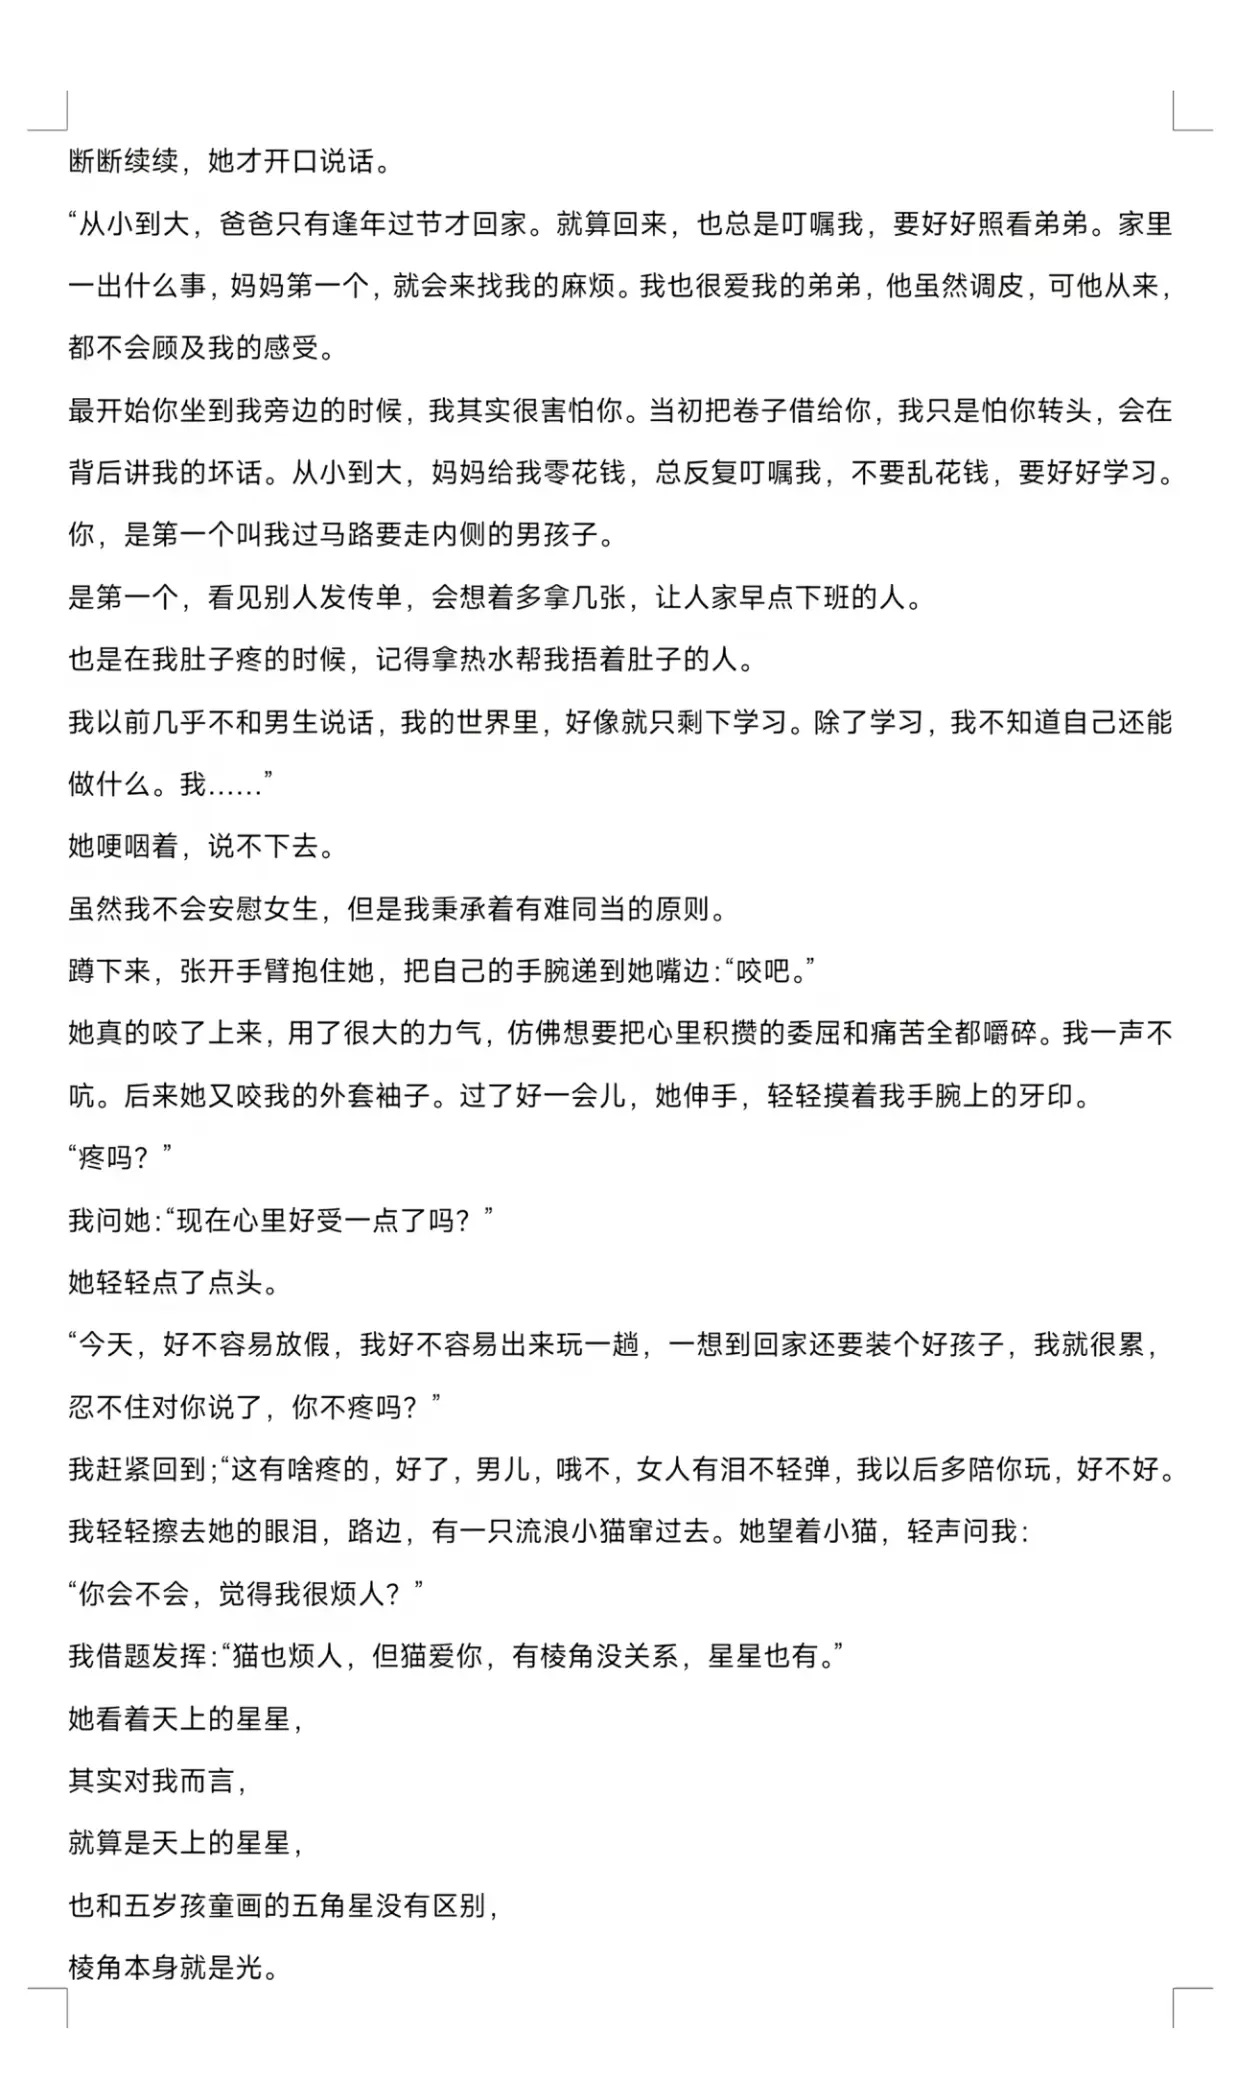 断断续续，她才开口说话。
“从小到大，爸爸只有逢年过节才回家。就算回来，也总是叮嘱我，要好好照看弟弟。家里
一出什么事，妈妈第一个，就会来找我的麻烦。我也很爱我的弟弟，他虽然调皮，可他从来，
都不会顾及我的感受。
最开始你坐到我旁边的时候，我其实很害怕你。当初把卷子借给你，我只是怕你转头，会在
背后讲我的坏话。从小到大，妈妈给我零花钱，总反复叮嘱我，不要乱花钱，要好好学习。
你，是第一个叫我过马路要走内侧的男孩子。
是第一个，看见别人发传单，会想着多拿几张，让人家早点下班的人。
也是在我肚子疼的时候，记得拿热水帮我捂着肚子的人。
我以前几乎不和男生说话，我的世界里，好像就只剩下学习。除了学习，我不知道自己还能
做什么。我……”
她哽咽着，说不下去。
虽然我不会安慰女生，但是我秉承着有难同当的原则。
蹲下来，张开手臂抱住她，把自己的手腕递到她嘴边：“咬吧。”
她真的咬了上来，用了很大的力气，仿佛想要把心里积攒的委屈和痛苦全都嚼碎。我一声不
吭。后来她又咬我的外套袖子。过了好一会儿，她伸手，轻轻摸着我手腕上的牙印。
“疼吗？”
我问她：“现在心里好受一点了吗？”
她轻轻点了点头。
“今天，好不容易放假，我好不容易出来玩一趟，一想到回家还要装个好孩子，我就很累，
忍不住对你说了，你不疼吗？”
我赶紧回到；“这有啥疼的，好了，男儿，哦不，女人有泪不轻弹，我以后多陪你玩，好不好。
我轻轻擦去她的眼泪，路边，有一只流浪小猫窜过去。她望着小猫，轻声问我：
“你会不会，觉得我很烦人？”
我借题发挥：“猫也烦人，但猫爱你，有棱角没关系，星星也有。”
她看着天上的星星，
其实对我而言，
就算是天上的星星，
也和五岁孩童画的五角星没有区别，
棱角本身就是光。